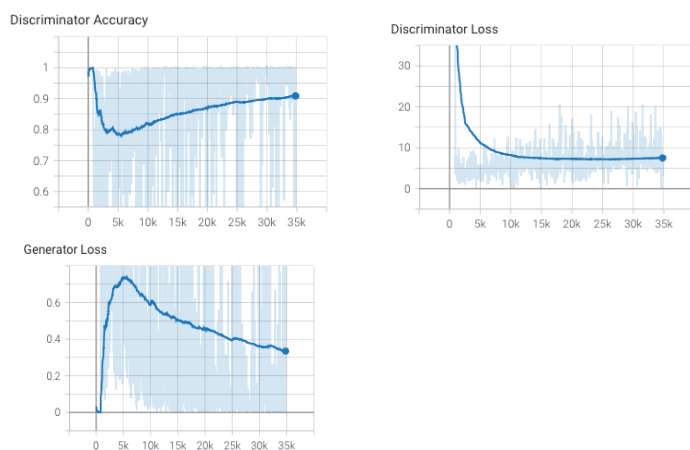 Discriminator Accuracy
1
0.9
0.8
0.7
0.6
0 5k 10k 15k 20k 25k 30k 35k
Discriminator Loss
30
20
10
0
0 5k 10k 15k 20k 25k 30k 35k
Generator Loss
0.6
0.4
0.2
0
0 5k 10k 15k 20k 25k 30k 35k